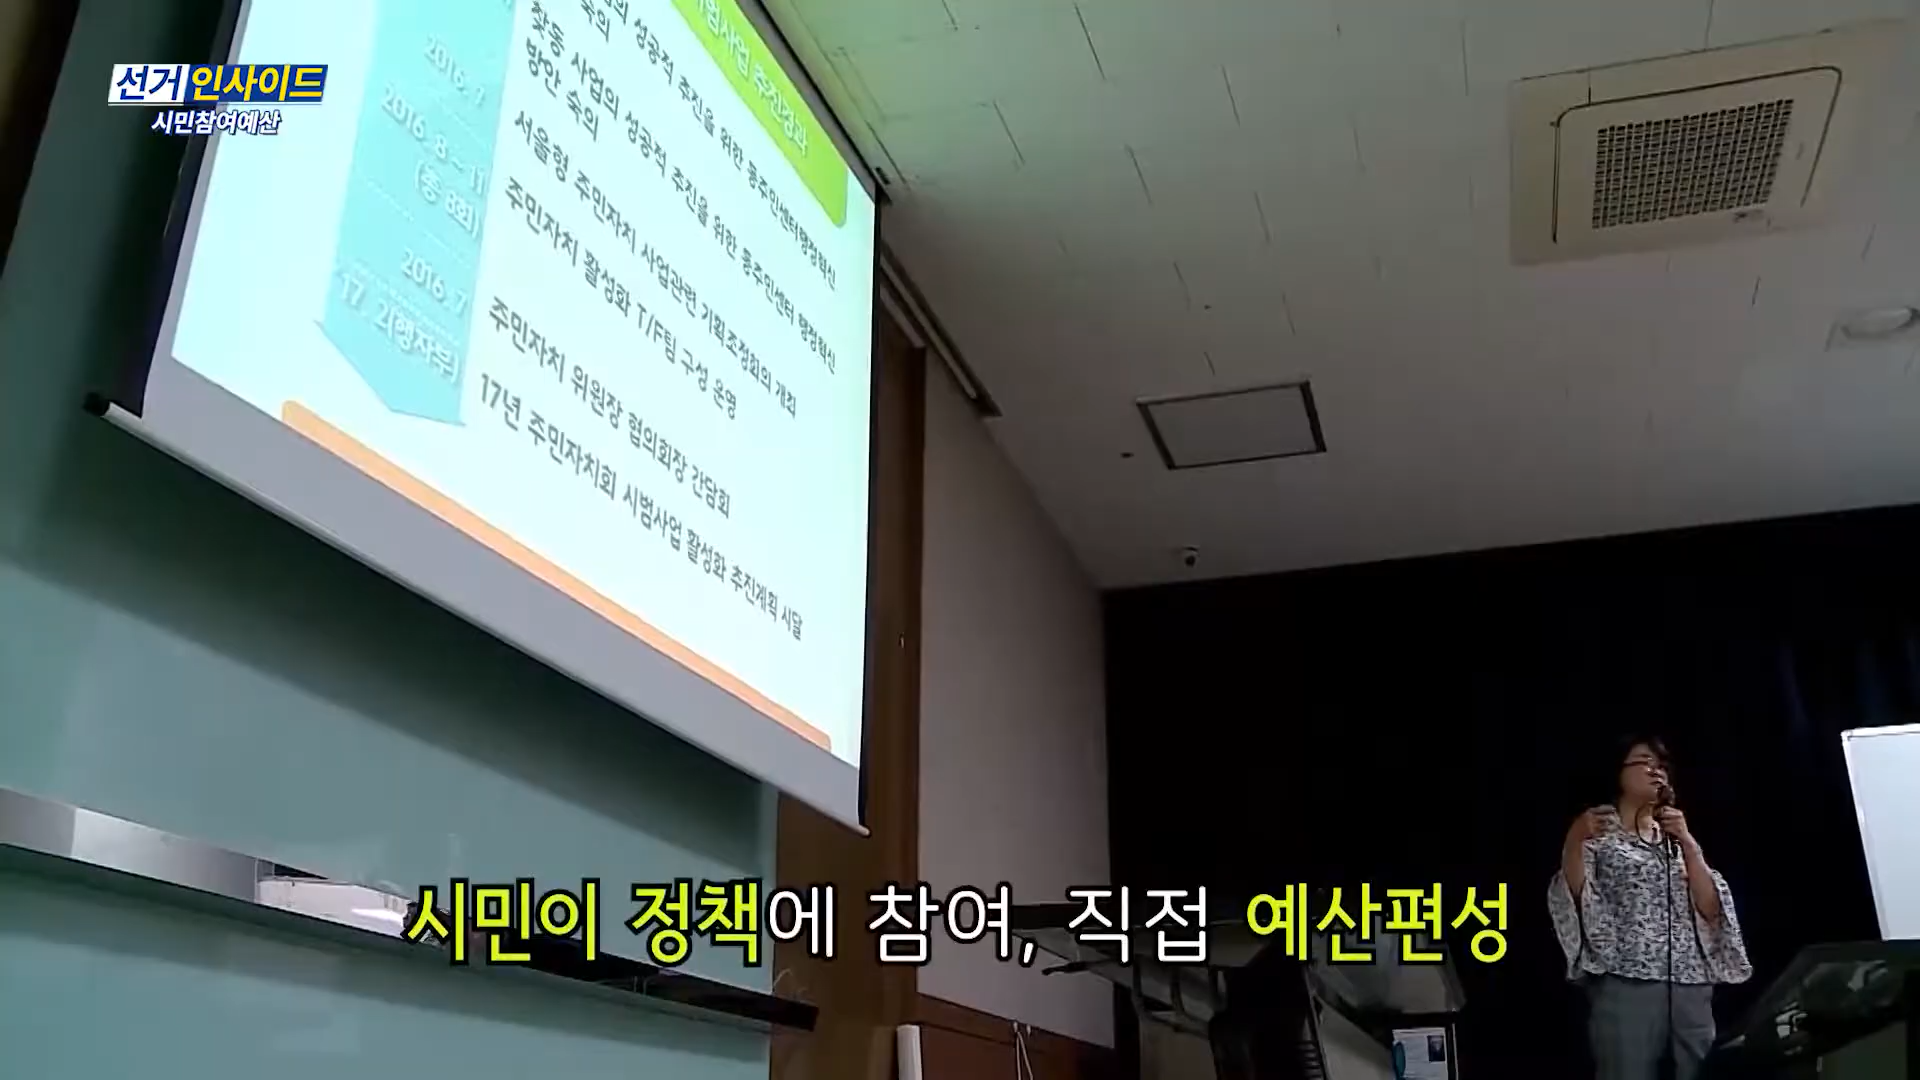 선거 인사이드
시민참여예산
범사업 추진경과
의 성공적 추진을 위한 동주민센터행정혁신
숙의
2016. 7
찾동 사업의 성공적 추진을 위한 동주민센터 행정혁신
방안 숙의
2016. 8 ~ 11
(총 8회)
서울형 주민자치 사업관련 기획조정회의 개최
주민자치 활성화 T/F팀 구성 운영
2016. 7
주민자치 위원장 협의회장 간담회
17. 2(행자부)
17년 주민자치회 시범사업 활성화 추진계획 시달
시민이 정책에 참여, 직접 예산편성